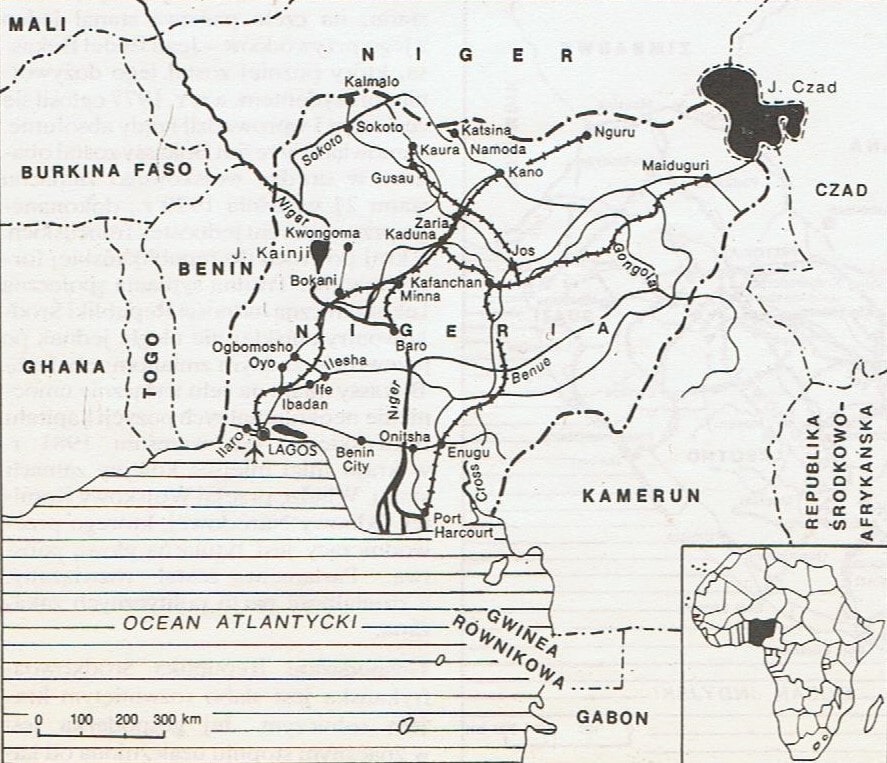 MALI
NIGER
J. Czad
Kalmalo
Sokoto
Sokoto
Katsina
Namoda
Kaura
Gusau
Nguru
Kano
Maiduguri
BURKINA FASO
CZAD
Niger
Kwongoma
Zaria
Kaduna
J. Kainji
Jos
Gongola
BENIN
Bokani
Minna
Kafanchan
NIGERIA
Baro
Ogbomosho
Oyo
GHANA
TOGO
Ilesha
Ife
Ibadan
Niger
Benue
Ilaro
LAGOS
Benin
City
Onitsha
Enugu
Cross
KAMERUN
REPUBLIKA
ŚRODKOWO–
AFRYKAŃSKA
Port
Harcourt
OCEAN ATLANTYCKI
GWINEA
RÓWNIKOWA
GABON
0 100 200 300 km